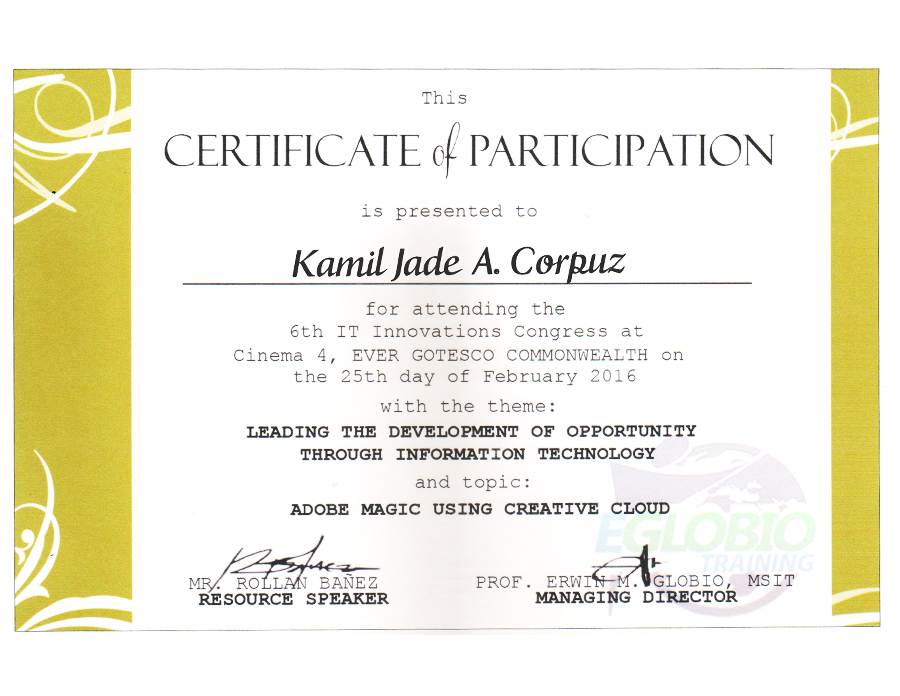 This
CERTIFICATE of PARTICIPATION
is presented to
Kamil Jade A. Corpuz
for attending the
6th IT Innovations Congress at
Cinema 4, EVER GOTESCO COMMONWEALTH on
the 25th day of February 2016
with the theme:
LEADING THE DEVELOPMENT OF OPPORTUNITY
THROUGH INFORMATION TECHNOLOGY
and topic:
ADOBE MAGIC USING CREATIVE CLOUD
EGLOBIO
TRAINING
MR. ROLLAN BAÑEZ
RESOURCE SPEAKER
PROF. ERWIN M. GLOBIO, MSIT
MANAGING DIRECTOR